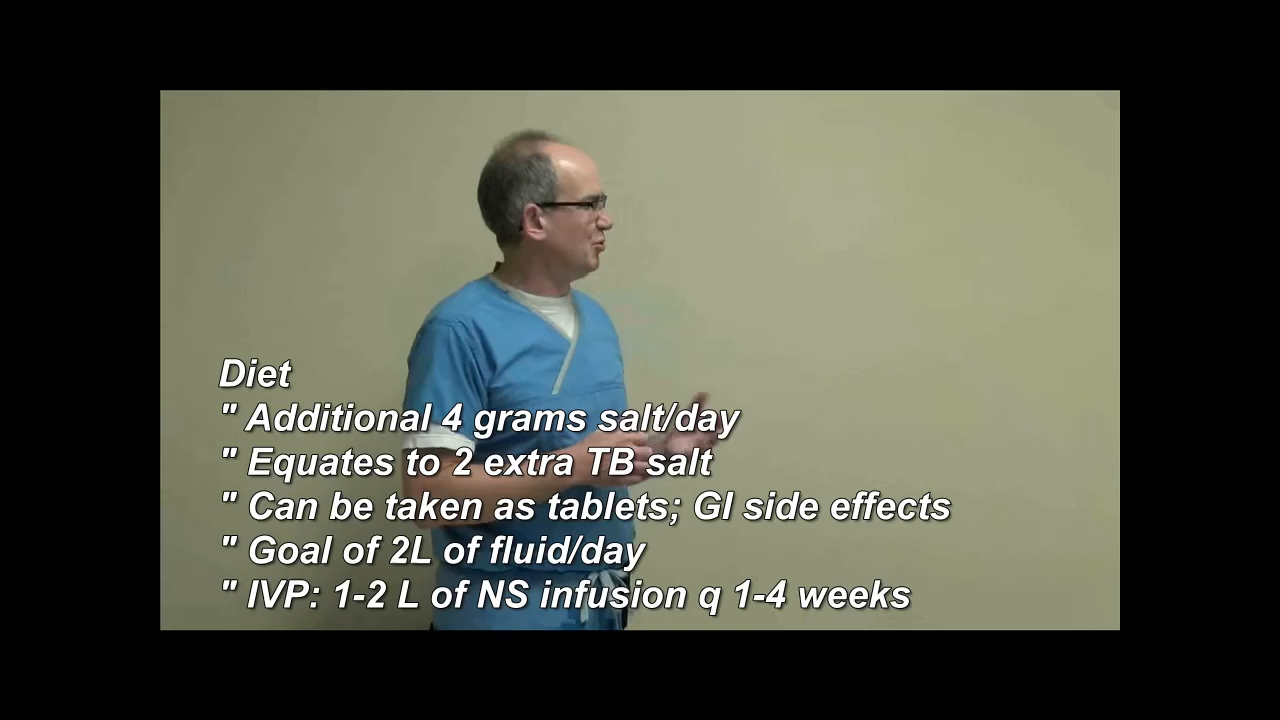 Diet
" Additional 4 grams salt/day
" Equates to 2 extra TB salt
" Can be taken as tablets; GI side effects
" Goal of 2L of fluid/day
" IVP: 1-2 L of NS infusion q 1-4 weeks